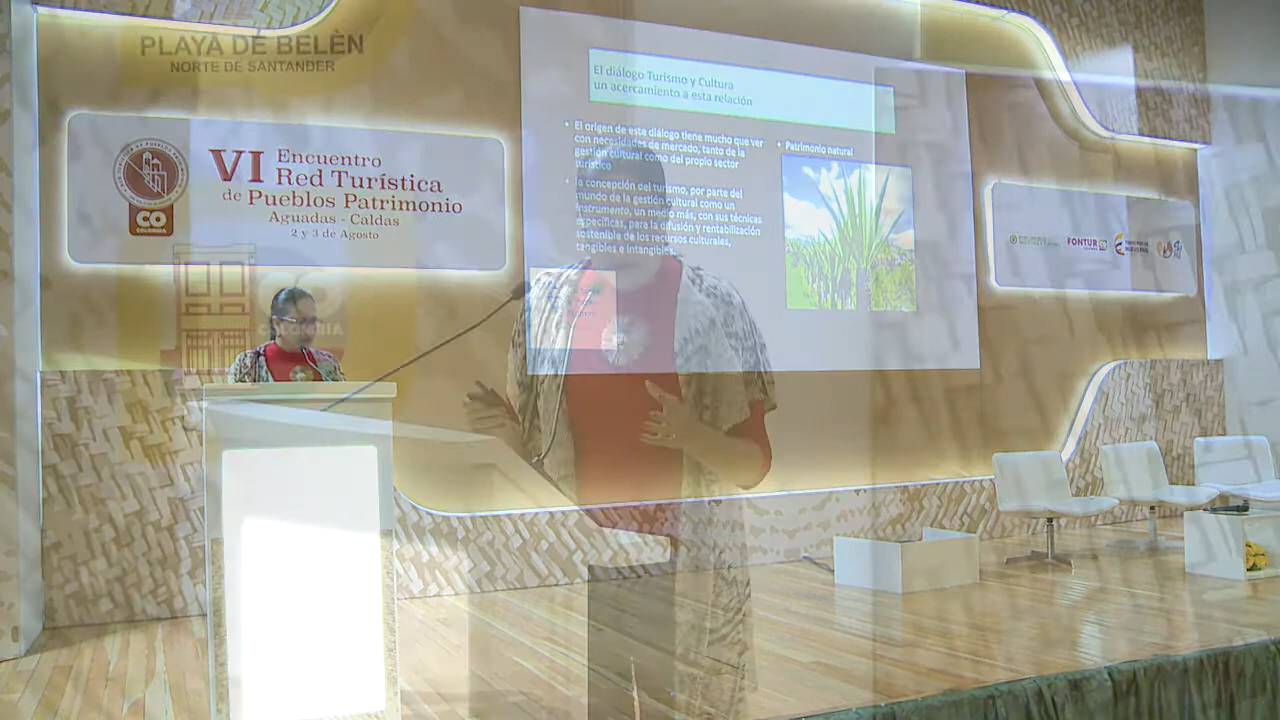 PLAYA DE BELÈN
NORTE DE SANTANDER
VI Encuentro
Red Turística
de Pueblos Patrimonio
Aguadas - Caldas
2 y 3 de Agosto
CO
COLOMBIA
CO
COLOMBIA
El diálogo Turismo y Cultura
un acercamiento a esta relación
• El origen de este diálogo tiene mucho que ver
con necesidades de mercado, tanto de la
gestión cultural como del propio sector
turístico
• la concepción del turismo, por parte del
mundo de la gestión cultural como un
instrumento, un medio más, con sus técnicas
específicas, para la difusión y rentabilización
sostenible de los recursos culturales,
tangibles e intangibles.
• Patrimonio natural
FONTUR